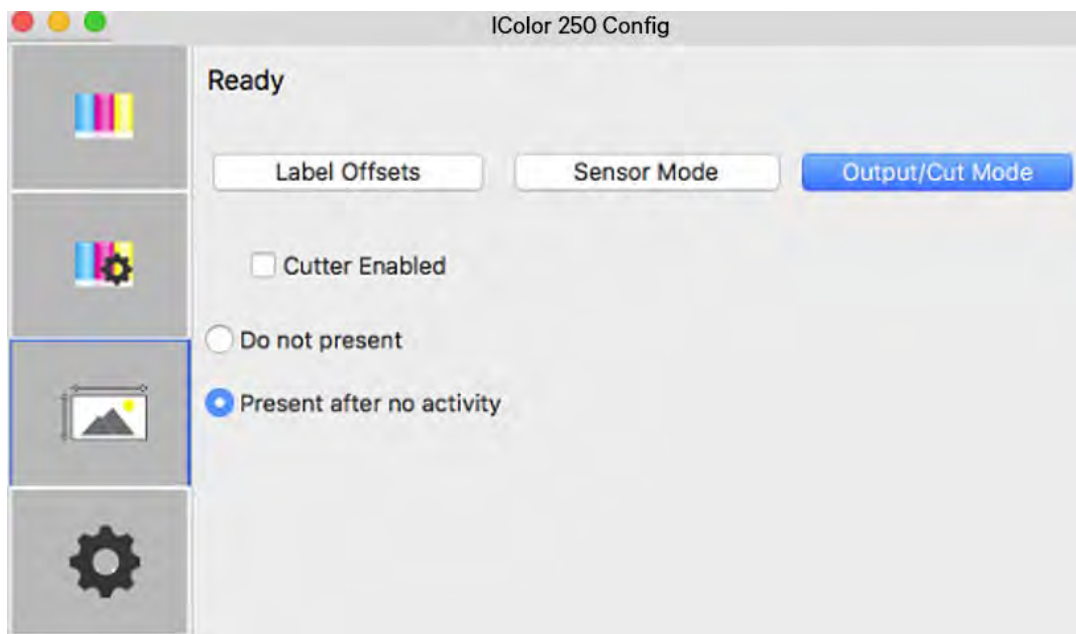 IColor 250 Config
Ready
Label Offsets Sensor Mode Output/Cut Mode
Cutter Enabled
Do not present
Present after no activity